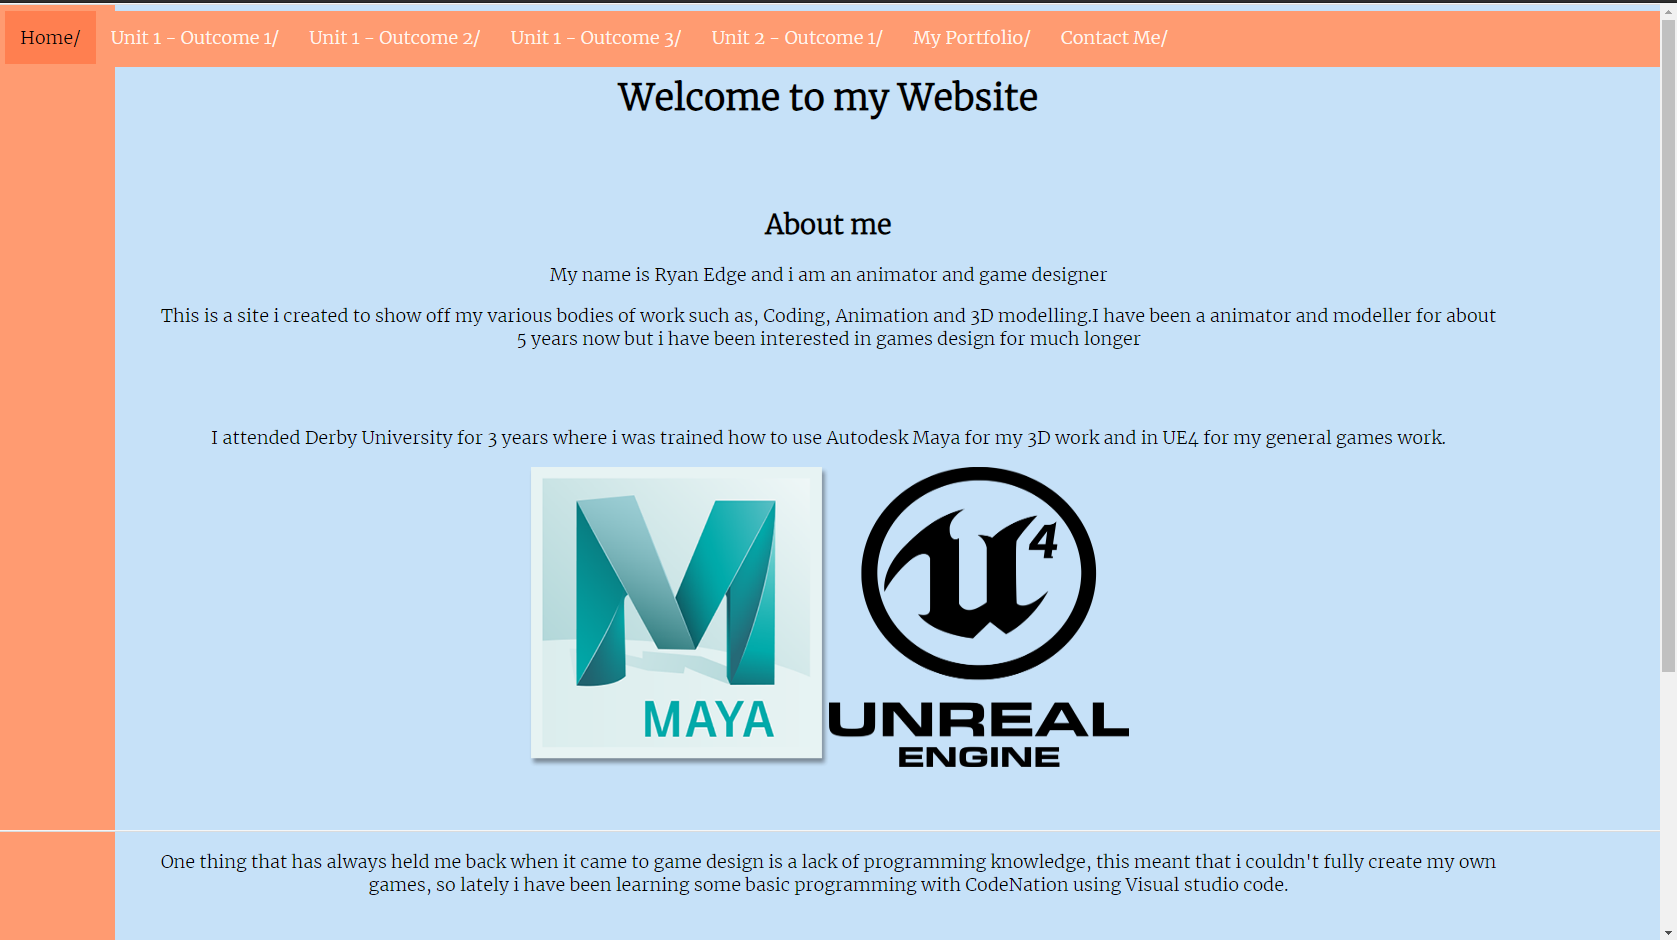 Home/ Unit 1 - Outcome 1/ Unit 1 - Outcome 2/ Unit 1 - Outcome 3/ Unit 2 - Outcome 1/ My Portfolio/ Contact Me/
Welcome to my Website
About me
My name is Ryan Edge and i am an animator and game designer
This is a site i created to show off my various bodies of work such as, Coding, Animation and 3D modelling.I have been a animator and modeller for about
5 years now but i have been interested in games design for much longer
I attended Derby University for 3 years where i was trained how to use Autodesk Maya for my 3D work and in UE4 for my general games work.
M
MAYA
U4
UNREAL
ENGINE
One thing that has always held me back when it came to game design is a lack of programming knowledge, this meant that i couldn't fully create my own
games, so lately i have been learning some basic programming with CodeNation using Visual studio code.